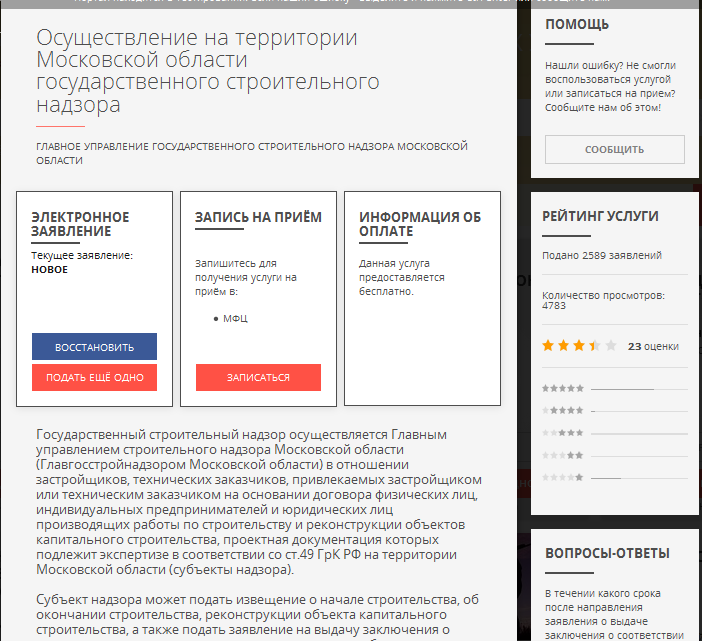 Осуществление на территории
Московской области
государственного строительного
надзора
ГЛАВНОЕ УПРАВЛЕНИЕ ГОСУДАРСТВЕННОГО СТРОИТЕЛЬНОГО НАДЗОРА МОСКОВСКОЙ
ОБЛАСТИ
ЭЛЕКТРОННОЕ
ЗАЯВЛЕНИЕ
Текущее заявление:
НОВОЕ
ВОССТАНОВИТЬ
ПОДАТЬ ЕЩЁ ОДНО
ЗАПИСЬ НА ПРИЁМ
Запишитесь для
получения услуги на
приём в:
• МФЦ
ЗАПИСАТЬСЯ
ИНФОРМАЦИЯ ОБ
ОПЛАТЕ
Данная услуга
предоставляется
бесплатно.
Государственный строительный надзор осуществляется Главным
управлением строительного надзора Московской области
(Главгосстройнадзором Московской области) в отношении
застройщиков, технических заказчиков, привлекаемых застройщиком
или техническим заказчиком на основании договора физических лиц,
индивидуальных предпринимателей и юридических лиц
производящих работы по строительству и реконструкции объектов
капитального строительства, проектная документация которых
подлежит экспертизе в соответствии со ст.49 ГрК РФ на территории
Московской области (субъекты надзора).
Субъект надзора может подать извещение о начале строительства, об
окончании строительства, реконструкции объекта капитального
строительства, а также подать заявление на выдачу заключения о
ПОМОЩЬ
Нашли ошибку? Не смогли
воспользоваться услугой
или записаться на прием?
Сообщите нам об этом!
СООБЩИТЬ
РЕЙТИНГ УСЛУГИ
Подано 2589 заявлений
Количество просмотров:
4783
23 оценки
ВОПРОСЫ-ОТВЕТЫ
В течении какого срока
после направления
заявления о выдаче
заключения о соответствии